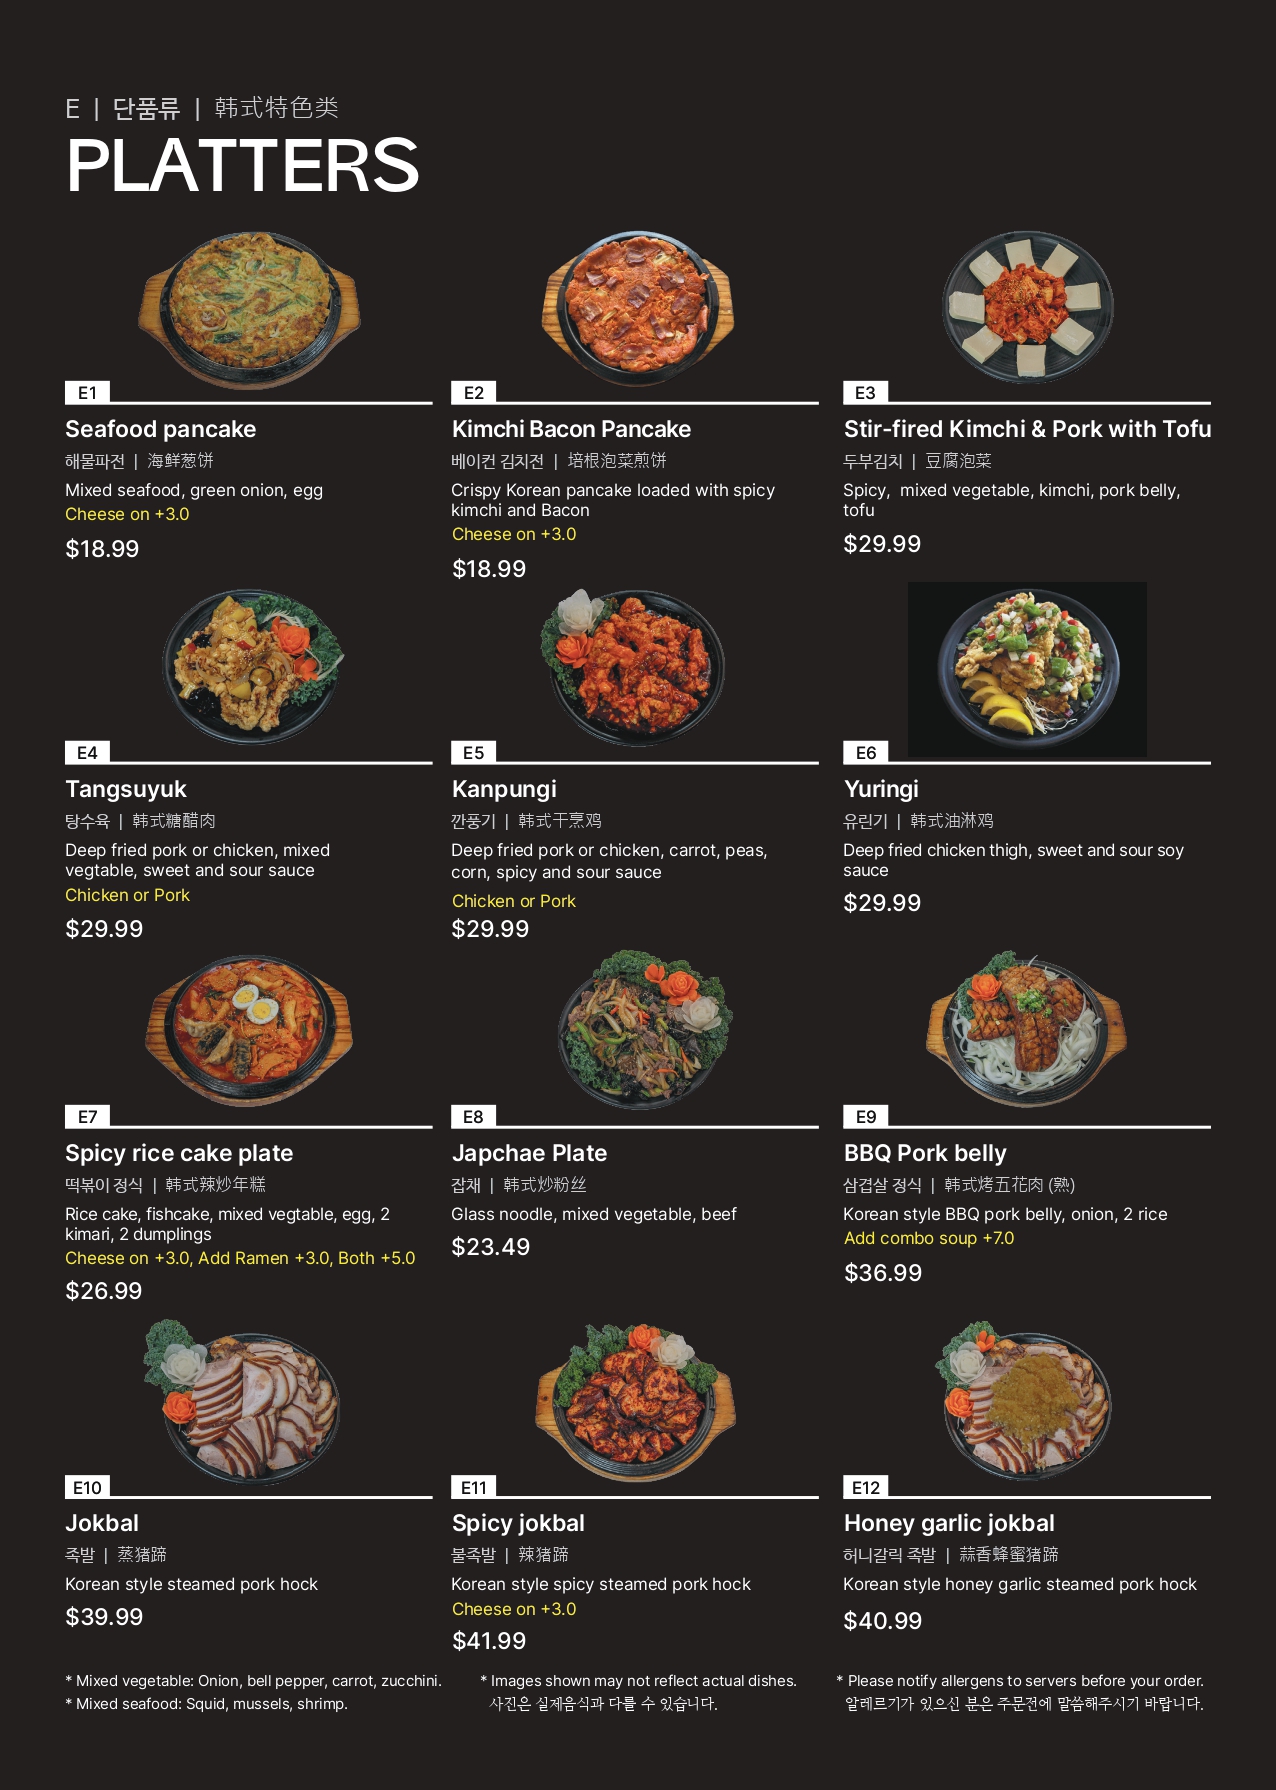 E | 단품류 | 韩式特色类
PLATTERS
E1
Seafood pancake
해물파전 | 海鲜葱饼
Mixed seafood, green onion, egg
Cheese on +3.0
$18.99
E2
Kimchi Bacon Pancake
베이컨 김치전 | 培根泡菜煎饼
Crispy Korean pancake loaded with spicy
kimchi and Bacon
Cheese on +3.0
$18.99
E3
Stir-fired Kimchi & Pork with Tofu
두부김치 | 豆腐泡菜
Spicy, mixed vegetable, kimchi, pork belly,
tofu
$29.99
E4
Tangsuyuk
탕수육 | 韩式糖醋肉
Deep fried pork or chicken, mixed
vegtable, sweet and sour sauce
Chicken or Pork
$29.99
E5
Kanpungi
깐풍기 | 韩式干烹鸡
Deep fried pork or chicken, carrot, peas,
corn, spicy and sour sauce
Chicken or Pork
$29.99
E6
Yuringi
유린기 | 韩式油淋鸡
Deep fried chicken thigh, sweet and sour soy
sauce
$29.99
E7
Spicy rice cake plate
떡볶이 정식 | 韩式辣炒年糕
Rice cake, fishcake, mixed vegtable, egg, 2
kimari, 2 dumplings
Cheese on +3.0, Add Ramen +3.0, Both +5.0
$26.99
E8
Japchae Plate
잡채 | 韩式炒粉丝
Glass noodle, mixed vegetable, beef
$23.49
E9
BBQ Pork belly
삼겹살 정식 | 韩式烤五花肉 (熟)
Korean style BBQ pork belly, onion, 2 rice
Add combo soup +7.0
$36.99
E10
Jokbal
족발 | 蒸猪蹄
Korean style steamed pork hock
$39.99
E11
Spicy jokbal
불족발 | 辣猪蹄
Korean style spicy steamed pork hock
Cheese on +3.0
$41.99
E12
Honey garlic jokbal
허니갈릭 족발 | 蒜香蜂蜜猪蹄
Korean style honey garlic steamed pork hock
$40.99
* Mixed vegetable: Onion, bell pepper, carrot, zucchini.
* Mixed seafood: Squid, mussels, shrimp.
* Images shown may not reflect actual dishes.
사진은 실제음식과 다를 수 있습니다.
* Please notify allergens to servers before your order.
알레르기가 있으신 분은 주문전에 말씀해주시기 바랍니다.